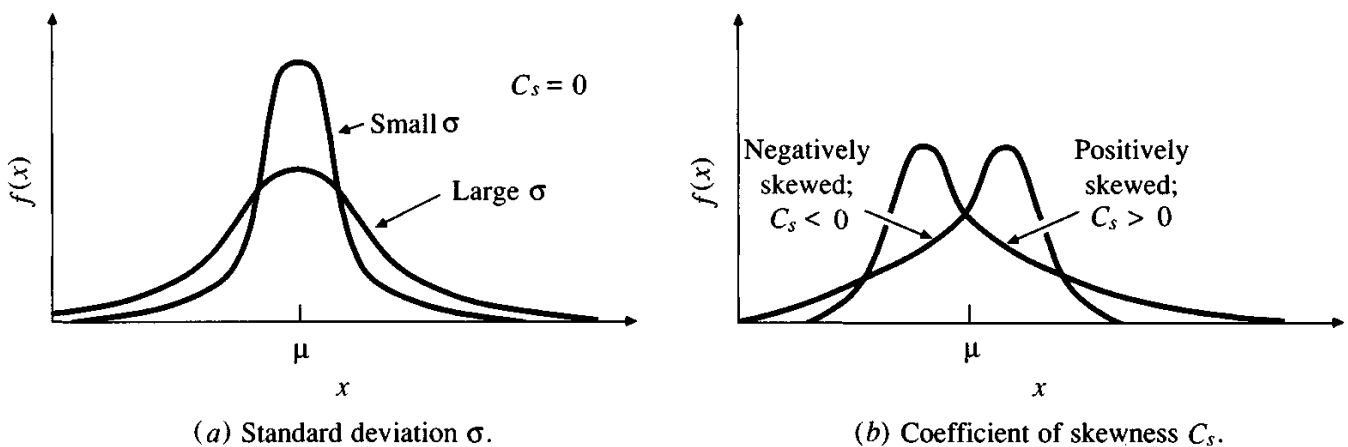 C_s = 0
Small σ
Large σ
f(x)
μ
x
(a) Standard deviation σ.
Negatively
skewed;
C_s < 0
Positively
skewed;
C_s > 0
f(x)
μ
x
(b) Coefficient of skewness C_s.